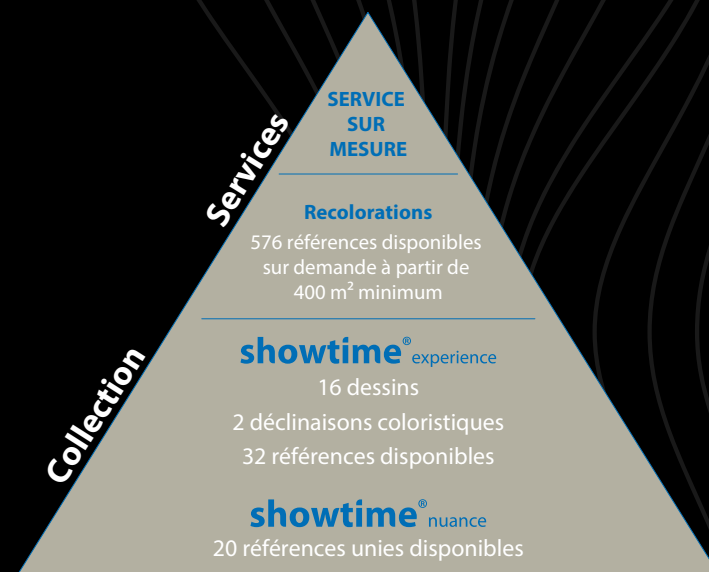 Services
SERVICE
SUR
MESURE
Recolorations
576 références disponibles
sur demande à partir de
400 m² minimum
Collection
showtime® experience
16 dessins
2 déclinaisons coloristiques
32 références disponibles
showtime® nuance
20 références unies disponibles